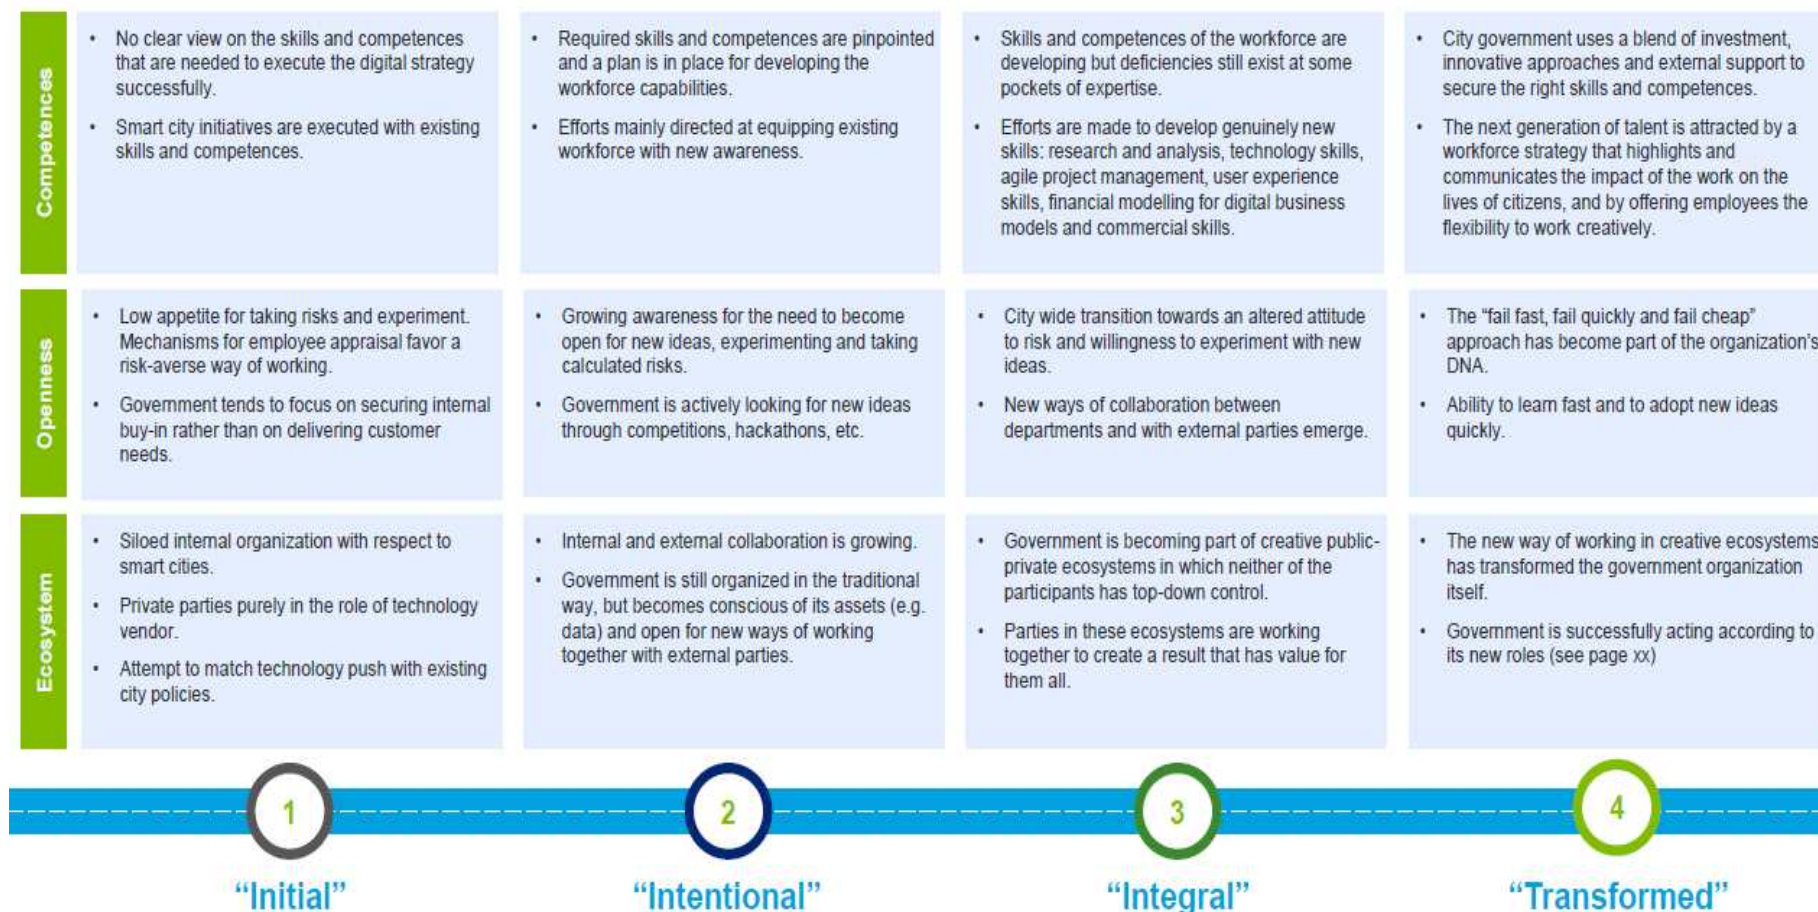 Competences
• No clear view on the skills and competences
that are needed to execute the digital strategy
successfully.
• Smart city initiatives are executed with existing
skills and competences.
• Required skills and competences are pinpointed
and a plan is in place for developing the
workforce capabilities.
• Efforts mainly directed at equipping existing
workforce with new awareness.
• Skills and competences of the workforce are
developing but deficiencies still exist at some
pockets of expertise.
• Efforts are made to develop genuinely new
skills: research and analysis, technology skills,
agile project management, user experience
skills, financial modelling for digital business
models and commercial skills.
• City government uses a blend of investment,
innovative approaches and external support to
secure the right skills and competences.
• The next generation of talent is attracted by a
workforce strategy that highlights and
communicates the impact of the work on the
lives of citizens, and by offering employees the
flexibility to work creatively.
Openness
• Low appetite for taking risks and experiment.
Mechanisms for employee appraisal favor a
risk-averse way of working.
• Government tends to focus on securing internal
buy-in rather than on delivering customer
needs.
• Growing awareness for the need to become
open for new ideas, experimenting and taking
calculated risks.
• Government is actively looking for new ideas
through competitions, hackathons, etc.
• City wide transition towards an altered attitude
to risk and willingness to experiment with new
ideas.
• New ways of collaboration between
departments and with external parties emerge.
• The “fail fast, fail quickly and fail cheap”
approach has become part of the organization's
DNA.
• Ability to learn fast and to adopt new ideas
quickly.
Ecosystem
• Siloed internal organization with respect to
smart cities.
• Private parties purely in the role of technology
vendor.
• Attempt to match technology push with existing
city policies.
• Internal and external collaboration is growing.
• Government is still organized in the traditional
way, but becomes conscious of its assets (e.g.
data) and open for new ways of working
together with external parties.
• Government is becoming part of creative public-
private ecosystems in which neither of the
participants has top-down control.
• Parties in these ecosystems are working
together to create a result that has value for
them all.
• The new way of working in creative ecosystems
has transformed the government organization
itself.
• Government is successfully acting according to
its new roles (see page xx)
1
2
3
4
“Initial”
“Intentional”
“Integral”
“Transformed”